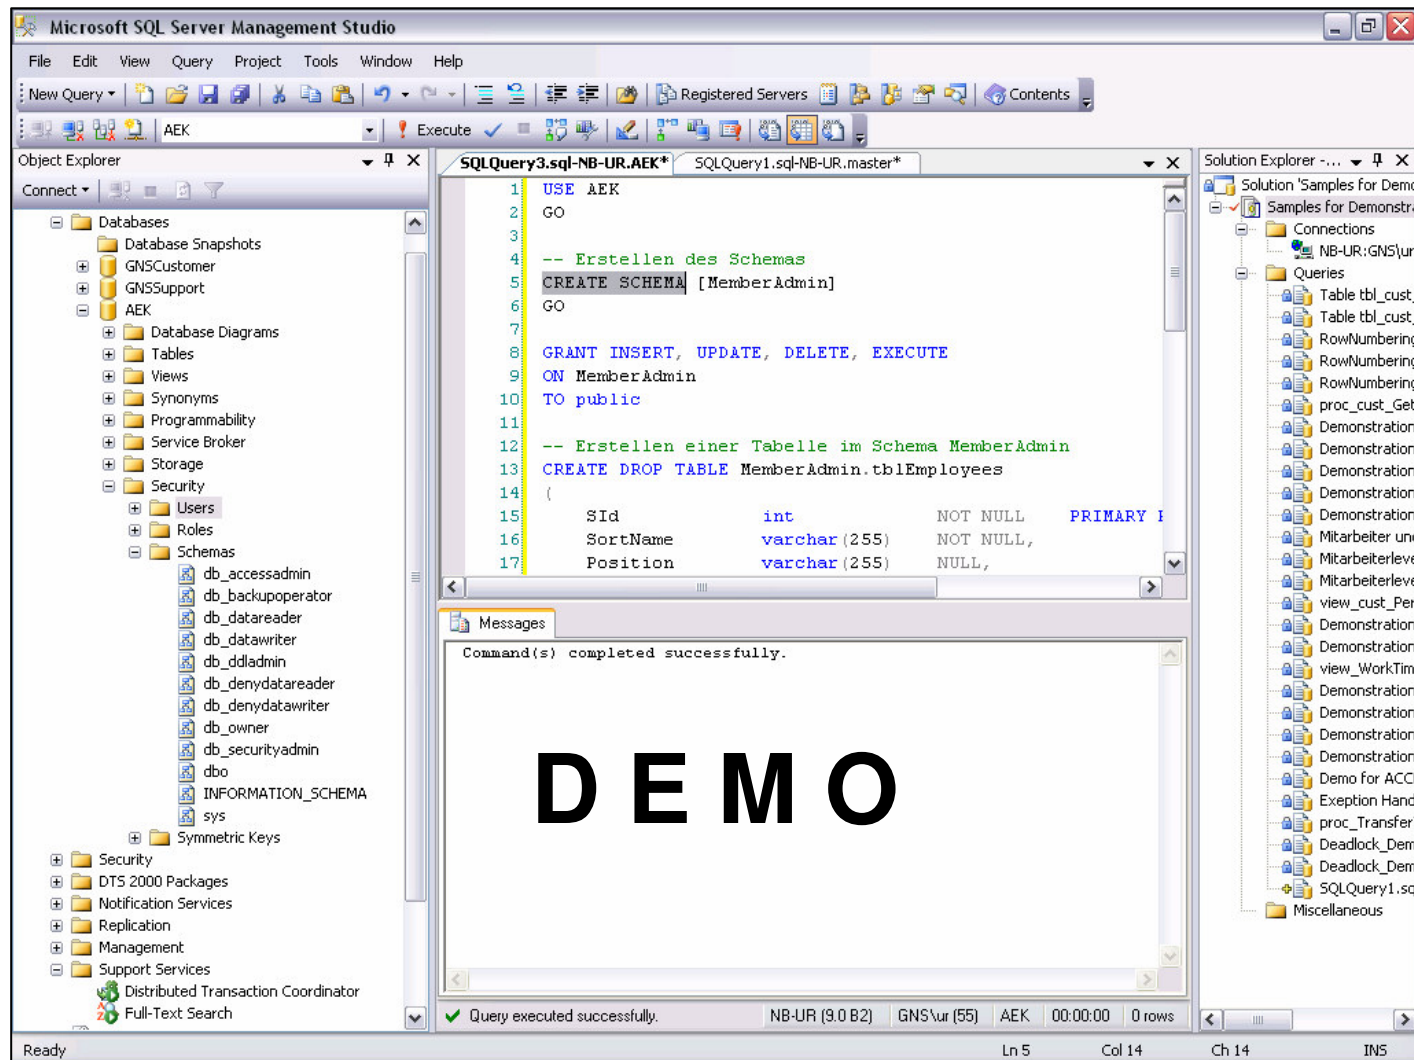 Microsoft SQL Server Management Studio
File Edit View Query Project Tools Window Help
New Query Registered Servers Contents
AEK Execute
Object Explorer
Connect
Databases
Database Snapshots
GNSCustomer
GNSSupport
AEK
Database Diagrams
Tables
Views
Synonyms
Programmability
Service Broker
Storage
Security
Users
Roles
Schemas
db_accessadmin
db_backupoperator
db_datareader
db_datawriter
db_ddladmin
db_denydatareader
db_denydatawriter
db_owner
db_securityadmin
dbo
INFORMATION_SCHEMA
sys
Symmetric Keys
Security
DTS 2000 Packages
Notification Services
Replication
Management
Support Services
Distributed Transaction Coordinator
Full-Text Search
SQLQuery3.sql-NB-UR.AEK* SQLQuery1.sql-NB-UR.master*
1 USE AEK
2 GO
3
4 -- Erstellen des Schemas
5 CREATE SCHEMA [MemberAdmin]
6 GO
7
8 GRANT INSERT, UPDATE, DELETE, EXECUTE
9 ON MemberAdmin
10 TO public
11
12 -- Erstellen einer Tabelle im Schema MemberAdmin
13 CREATE DROP TABLE MemberAdmin.tblEmployees
14 (
15 SId int NOT NULL PRIMARY
16 SortName varchar(255) NOT NULL,
17 Position varchar(255) NULL,
Messages
Command(s) completed successfully.
DEMO
Query executed successfully. NB-UR (9.0 B2) GNS\ur (55) AEK 00:00:00 0 rows
Solution Explorer -...
Solution 'Samples for Demo
Samples for Demonstra
Connections
NB-UR:GNS\ur
Queries
Table tbl_cust_
Table tbl_cust_
RowNumbering
RowNumbering
RowNumbering
proc_cust_Get
Demonstration
Demonstration
Demonstration
Demonstration
Demonstration
Mitarbeiter und
Mitarbeiterleve
Mitarbeiterleve
view_cust_Per
Demonstration
Demonstration
view_WorkTim
Demonstration
Demonstration
Demonstration
Demonstration
Demo for ACC
Exeption Hand
proc_Transfer
Deadlock_Dem
Deadlock_Dem
SQLQuery1.sq
Miscellaneous
Ready Ln 5 Col 14 Ch 14 INS